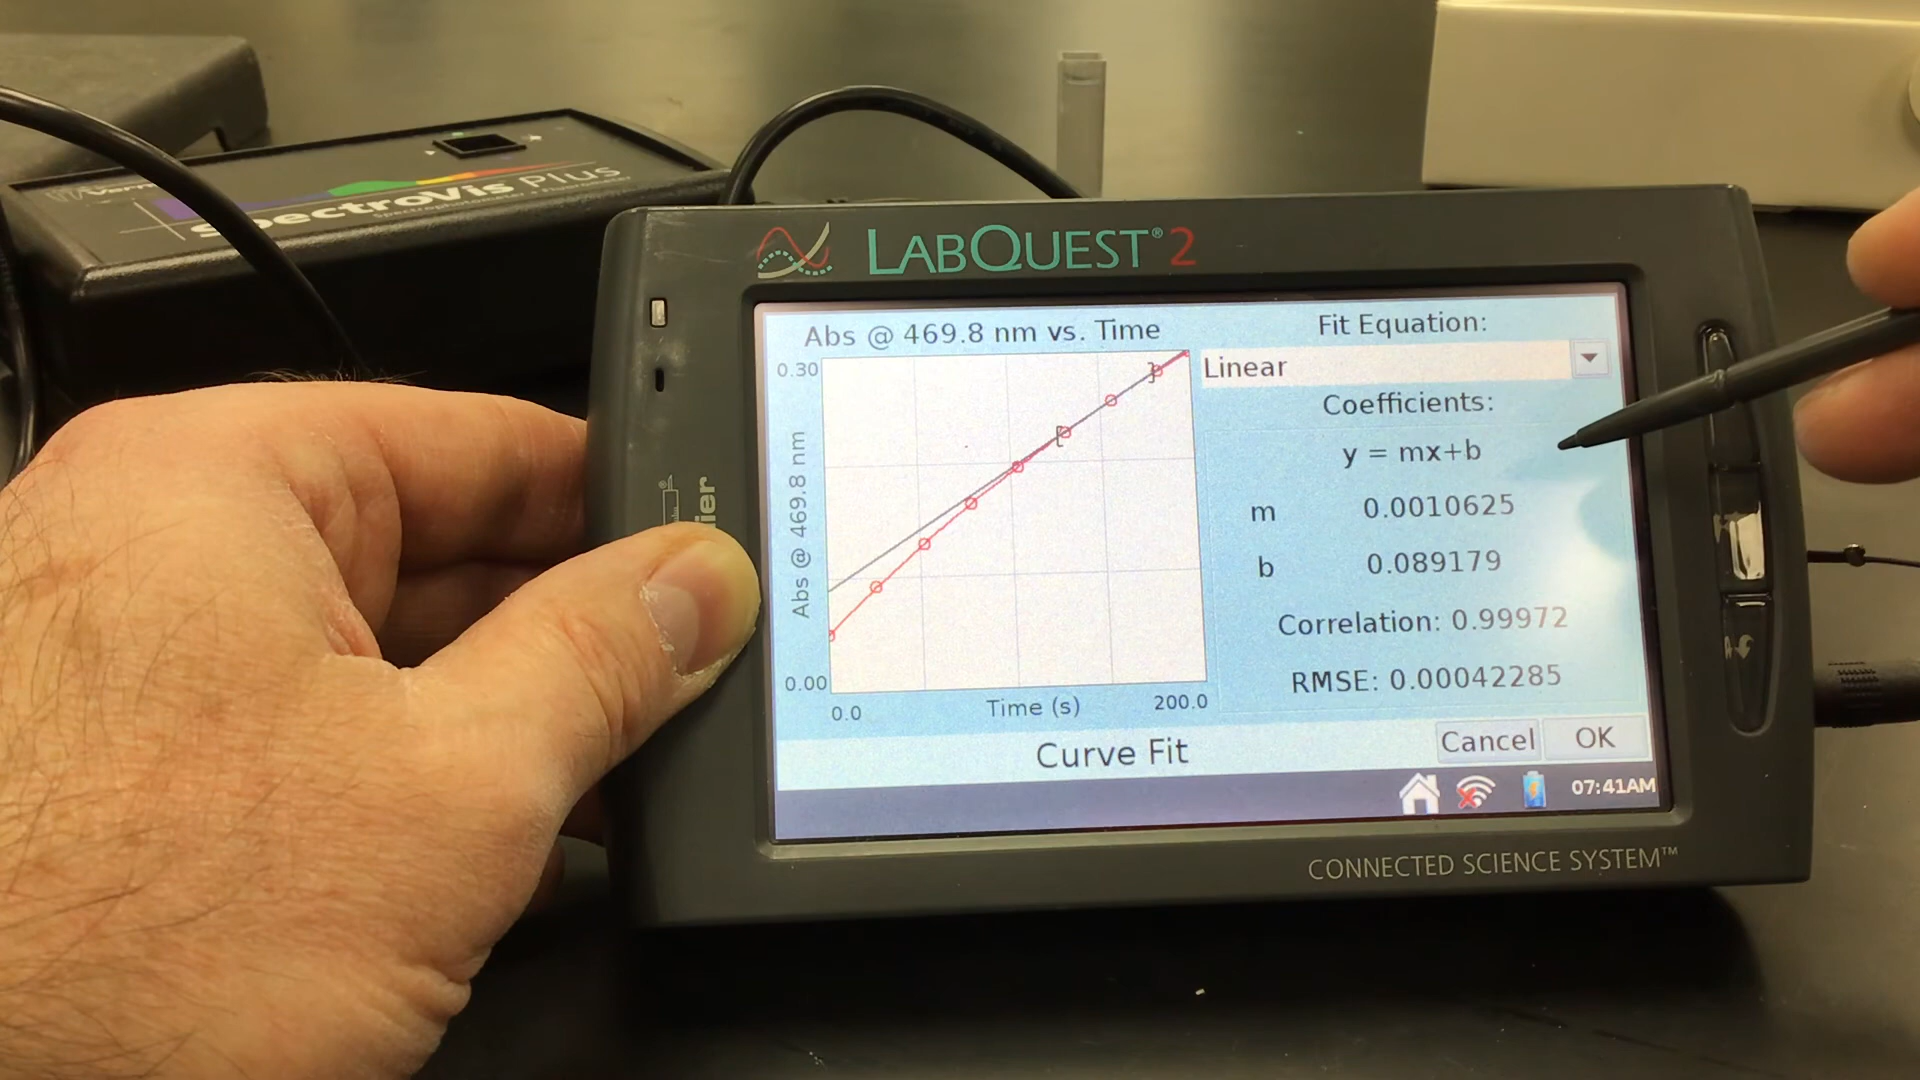 SpectroVis Plus
LABQUEST® 2
Abs @ 469.8 nm vs. Time
0.30
Abs @ 469.8 nm
0.00
0.0
Time (s)
200.0
Fit Equation:
Linear
Coefficients:
y = mx+b
m 0.0010625
b 0.089179
Correlation: 0.99972
RMSE: 0.00042285
Curve Fit
Cancel
OK
07:41AM
CONNECTED SCIENCE SYSTEM™